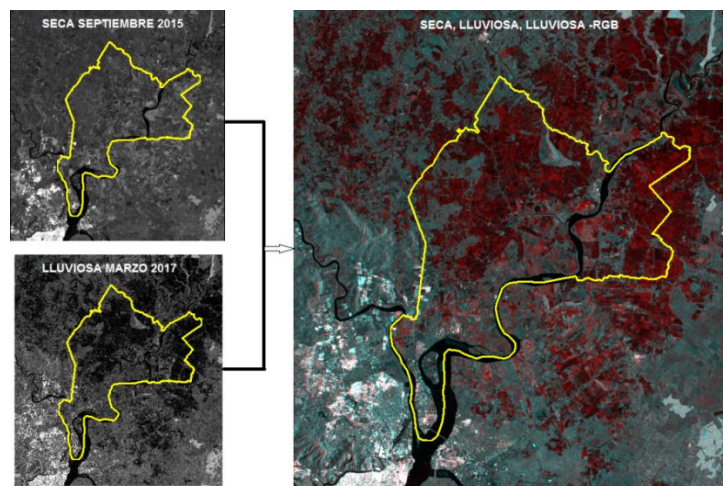 SECA SEPTIEMBRE 2015
SECA, LLUVIOSA, LLUVIOSA -RGB
LLUVIOSA MARZO 2017